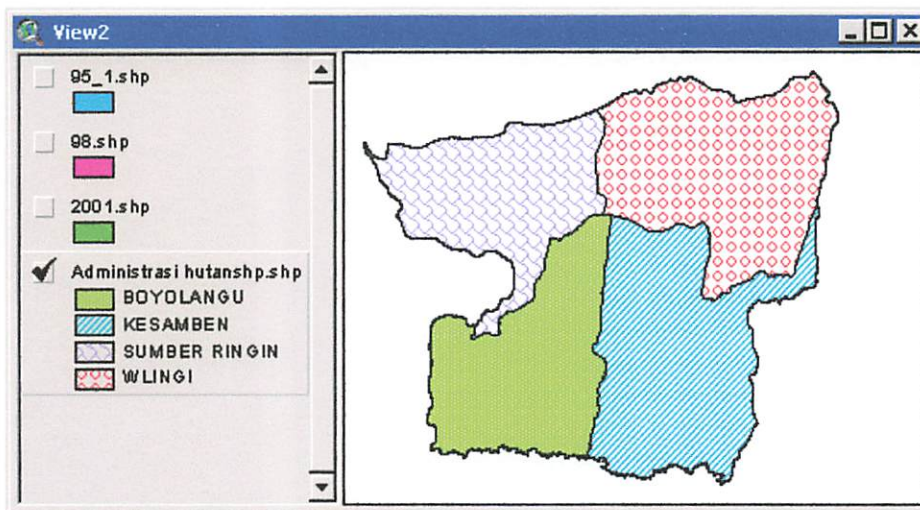 View2
95_1.shp
98.shp
2001.shp
Administrasi hutanshp.shp
BOYOLANGU
KESAMBEN
SUMBER RINGIN
WLINGI